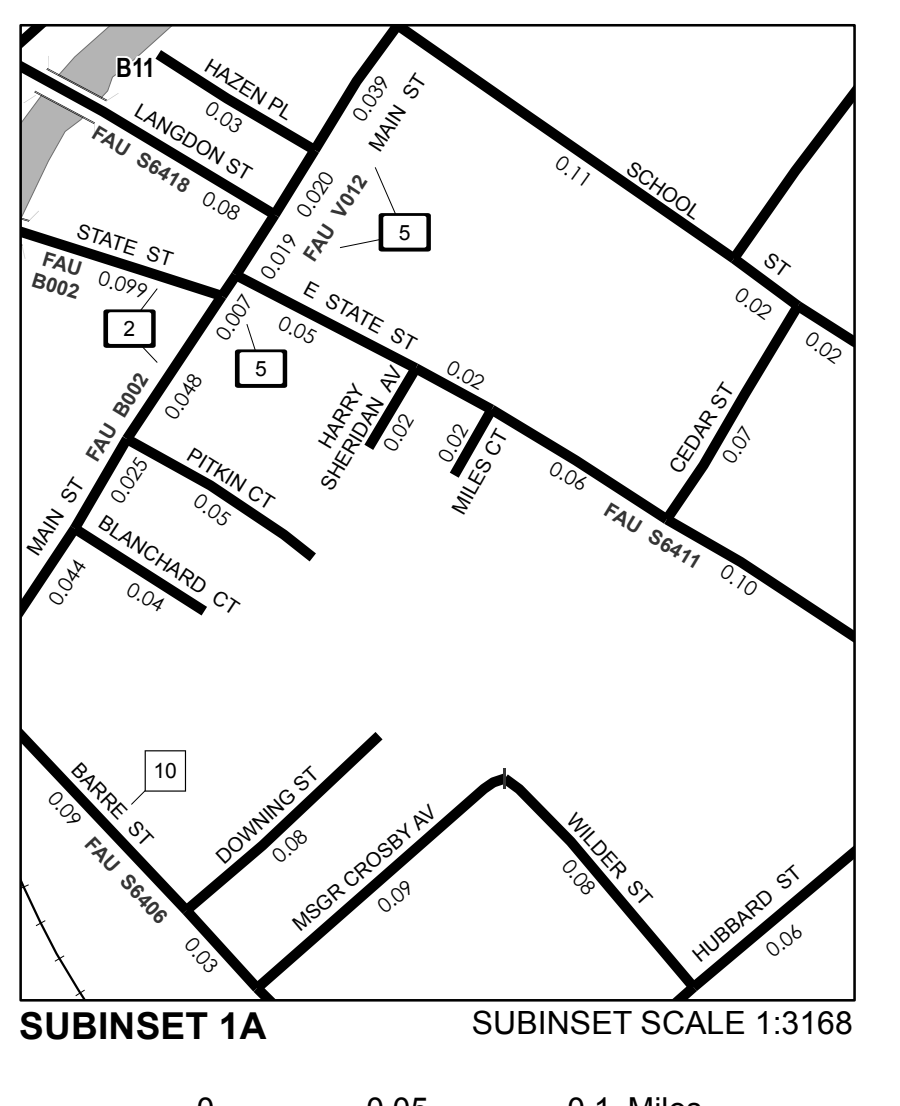 B11
HAZEN PL
0.03
LANGDON ST
FAU S6418
0.08
0.039
MAIN ST
0.020
FAU V012
0.019
5
0.11
SCHOOL
ST
0.02
0.02
STATE ST
FAU
B002
0.099
2
0.007
5
E STATE ST
0.05
0.02
HARRY
SHERIDAN AV
0.02
0.02
MILES CT
0.06
CEDAR ST
0.07
FAU S6411
0.10
FAU B002
0.048
MAIN ST
0.025
PITKIN CT
0.05
BLANCHARD CT
0.04
0.044
BARRE ST
10
0.09
FAU S6406
0.03
DOWNING ST
0.08
MSGR CROSBY AV
0.09
WILDER ST
0.08
HUBBARD ST
0.06
SUBINSET 1A
SUBINSET SCALE 1:3168
0 0.05 0.1 Miles